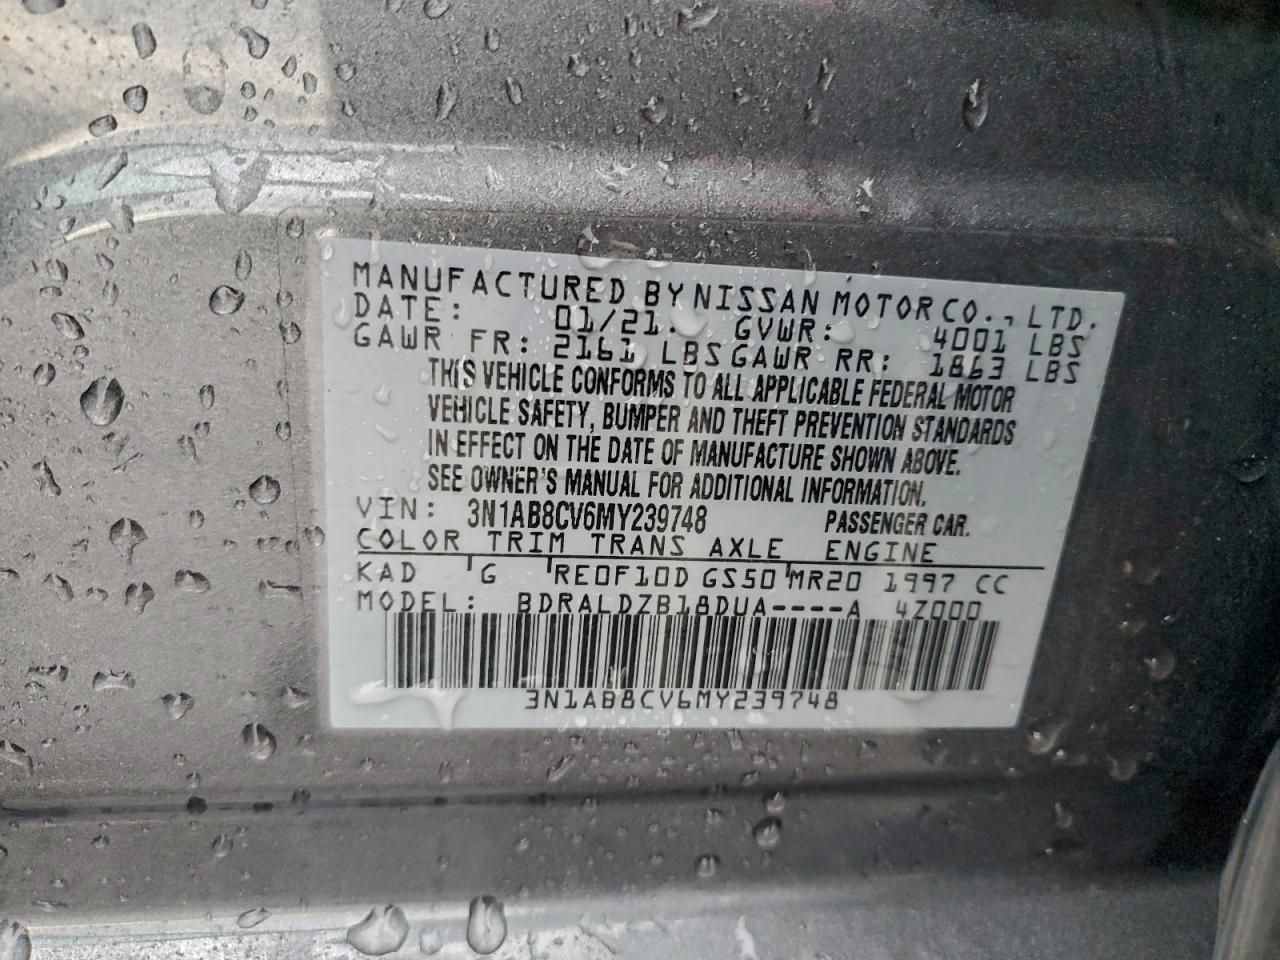 MANUFACTURED BY NISSAN MOTOR CO., LTD.
DATE: 01/21. GVWR: 4001 LBS
GAWR FR: 2161 LBS GAWR RR: 1863 LBS
THIS VEHICLE CONFORMS TO ALL APPLICABLE FEDERAL MOTOR
VEHICLE SAFETY, BUMPER AND THEFT PREVENTION STANDARDS
IN EFFECT ON THE DATE OF MANUFACTURE SHOWN ABOVE.
SEE OWNER'S MANUAL FOR ADDITIONAL INFORMATION.
VIN: 3N1AB8CV6MY239748 PASSENGER CAR.
COLOR TRIM TRANS AXLE ENGINE
KAD G RE0F10D GS50 MR20 1997 CC
MODEL: BDRALDZB18DUA----A 4Z000
3N1AB8CV6MY239748